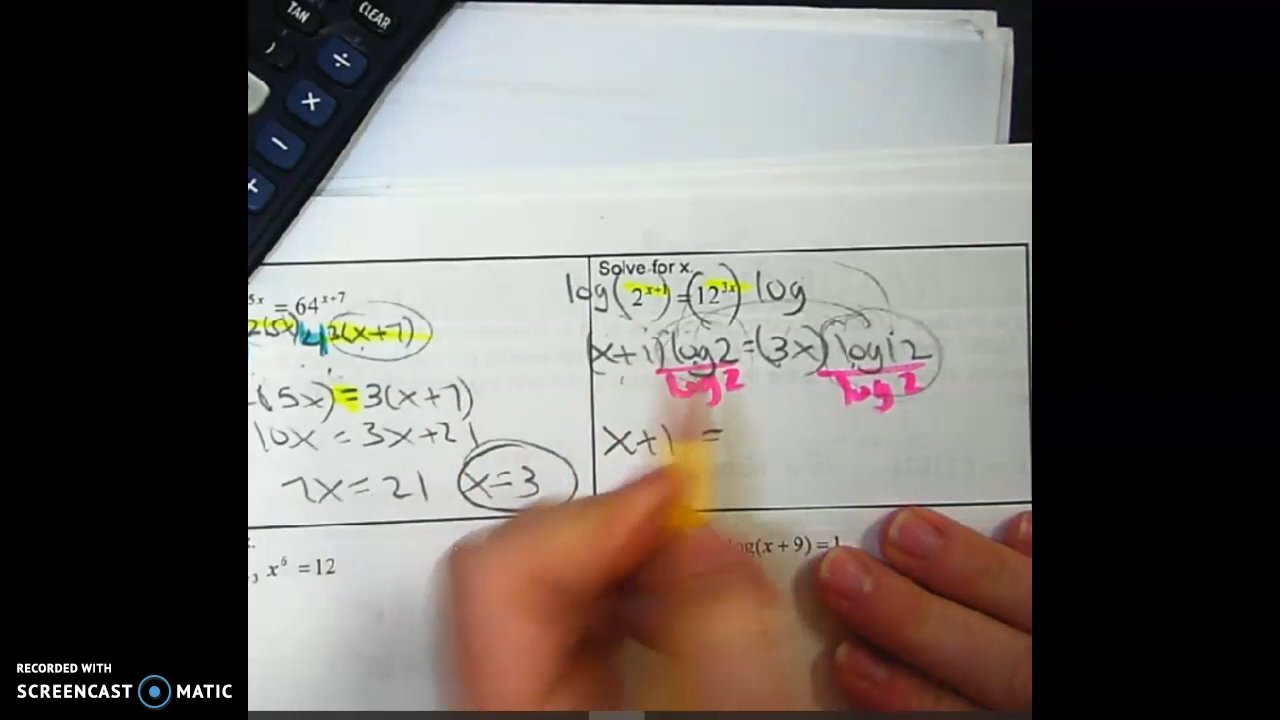 TAN
CLEAR
)
÷
×
−
+
5x = 64^{x+7}
2(5x) 3(x+7)
(5x) = 3(x+7)
10x = 3x+21
7x = 21 x=3
x^6 = 12
Solve for x.
log(2^{x+1}) = (12^{3x}) log
(x+1) log2 = (3x) log12
log2 log2
x+1 =
log(x+9)=1
RECORDED WITH
SCREENCAST MATIC